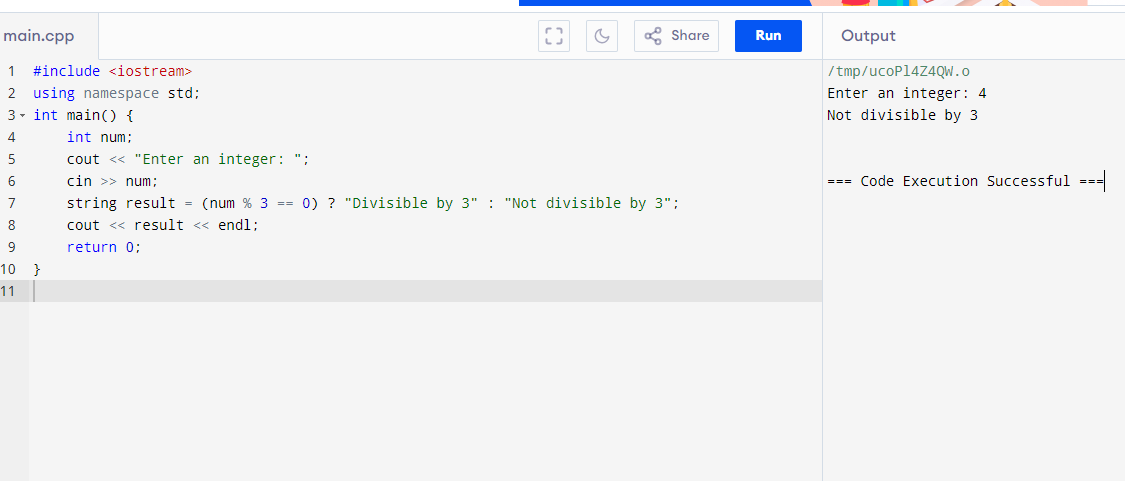 main.cpp
Share
Run
Output
1 #include <iostream>
2 using namespace std;
3 int main() {
4 int num;
5 cout << "Enter an integer: ";
6 cin >> num;
7 string result = (num % 3 == 0) ? "Divisible by 3" : "Not divisible by 3";
8 cout << result << endl;
9 return 0;
10 }
11
/tmp/ucoPl4Z4QW.o
Enter an integer: 4
Not divisible by 3
=== Code Execution Successful ===